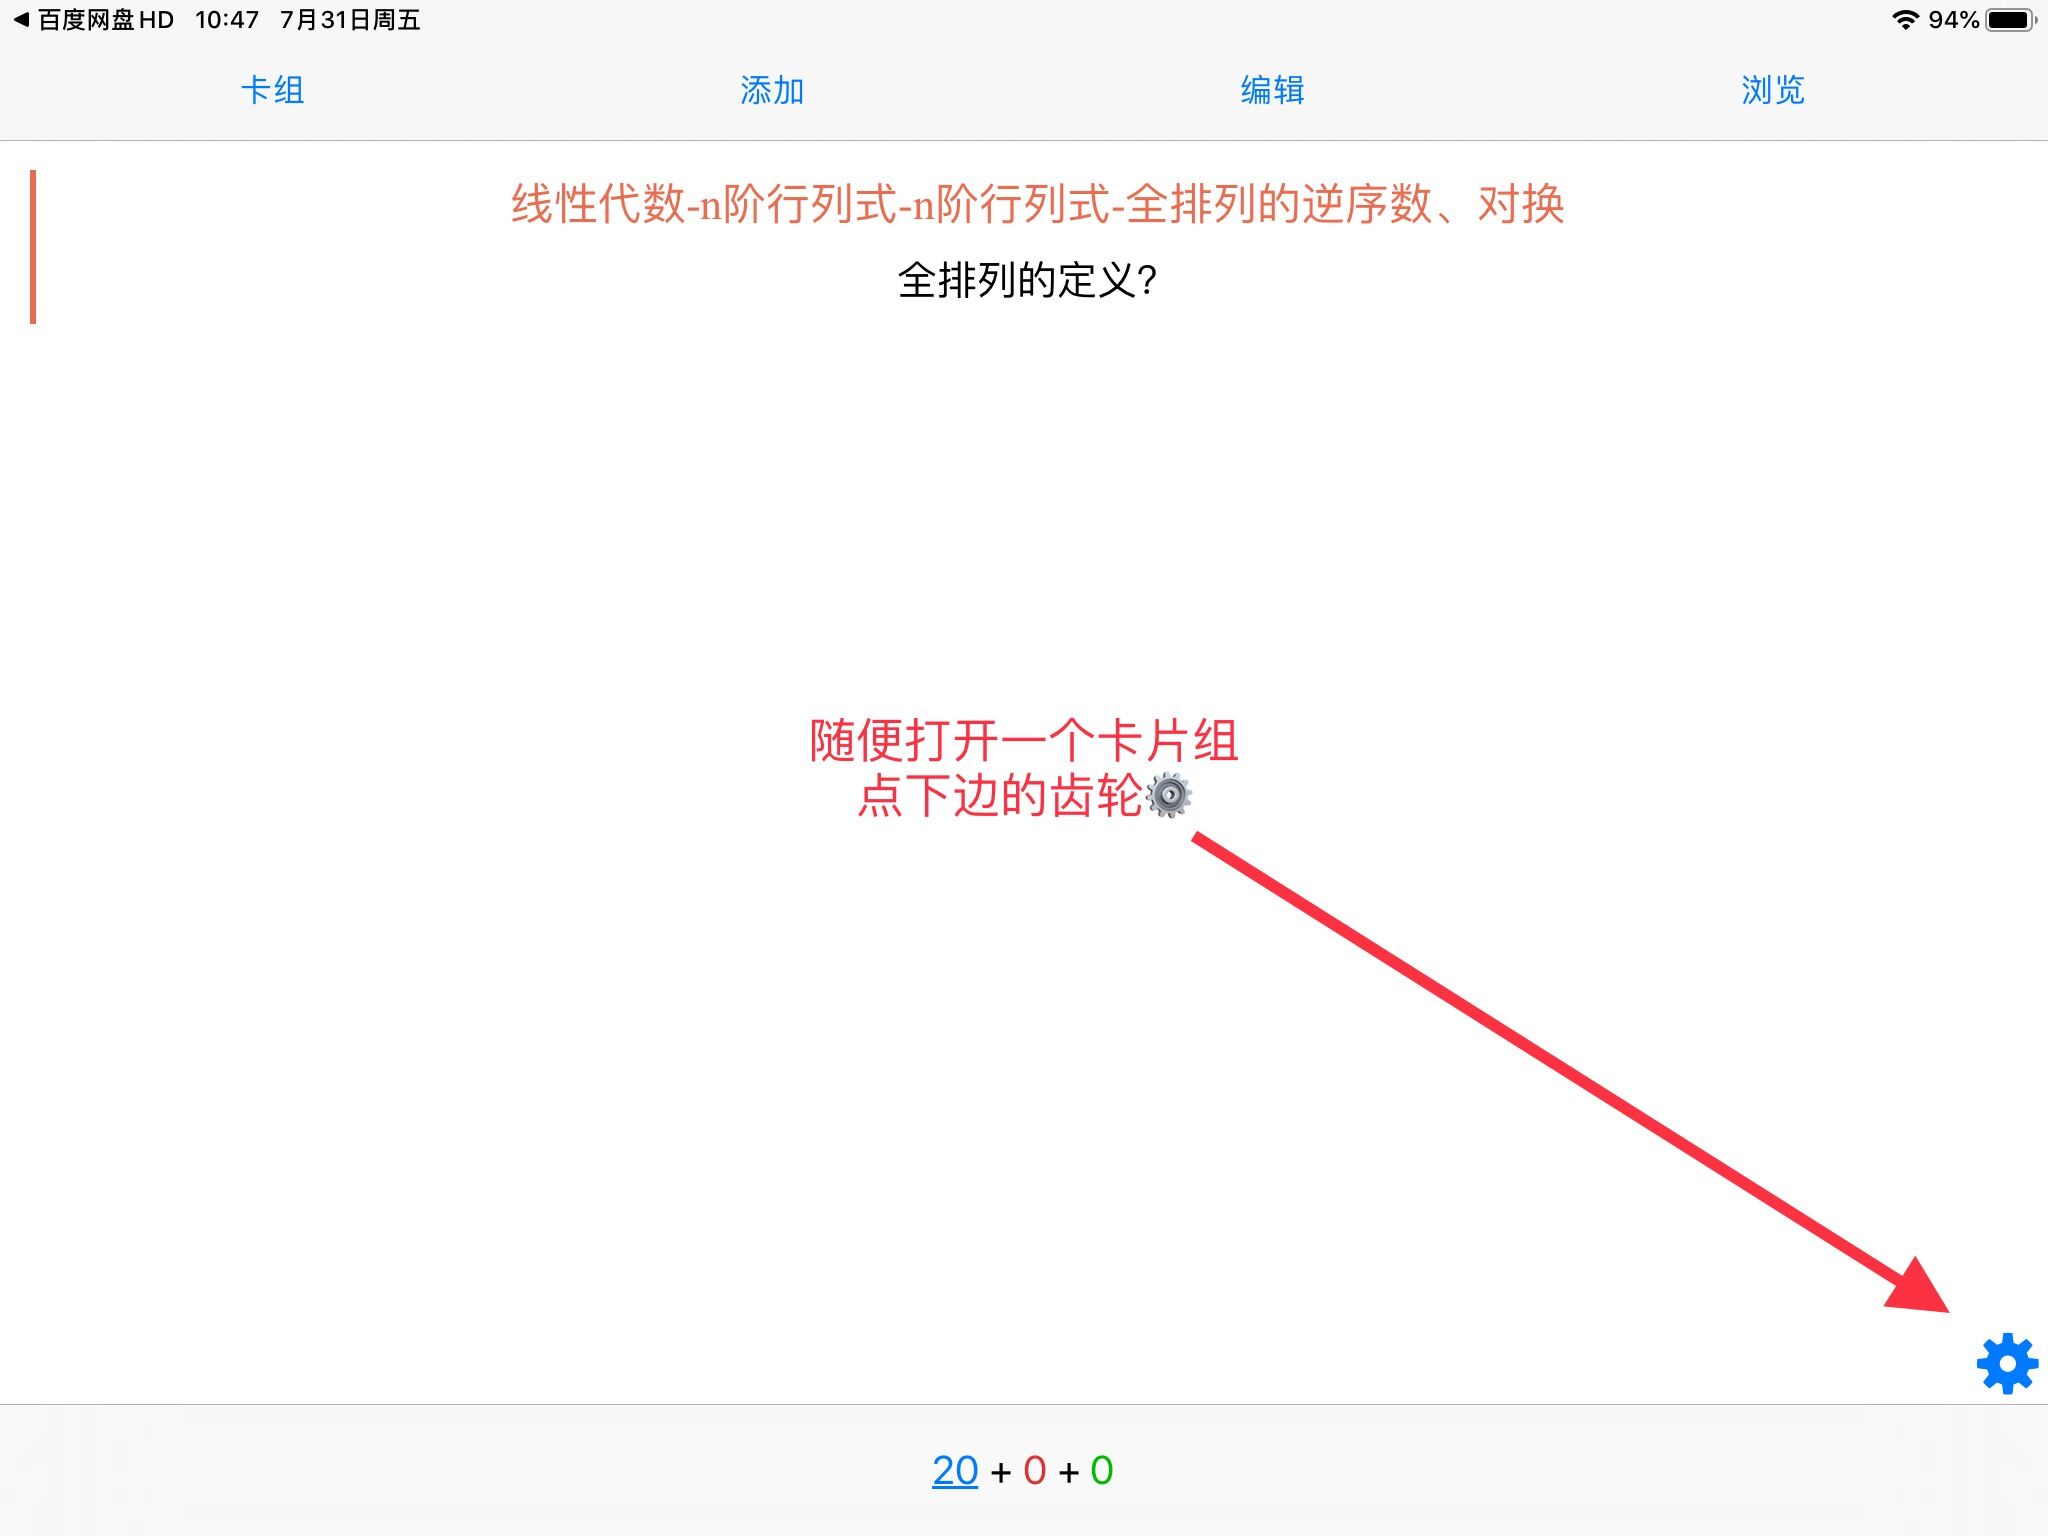 百度网盘HD 10:47 7月31日周五 94%
卡组 添加 编辑 浏览
线性代数-n阶行列式-n阶行列式-全排列的逆序数、对换
全排列的定义?
随便打开一个卡片组
点下边的齿轮⚙️
20 + 0 + 0